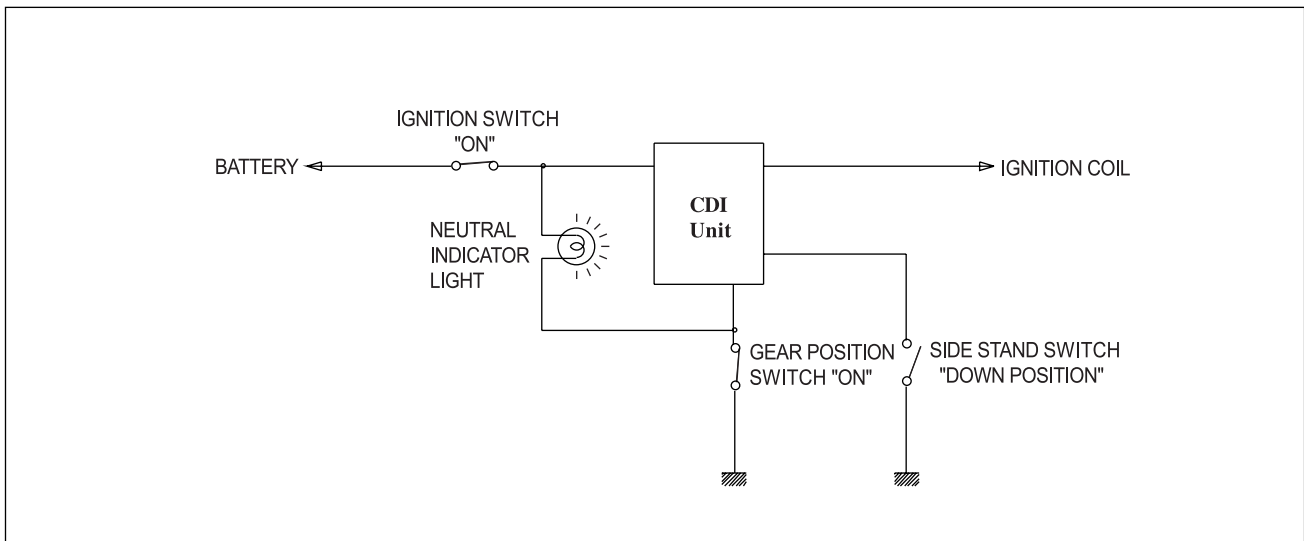 IGNITION SWITCH
"ON"
BATTERY
IGNITION COIL
CDI
Unit
NEUTRAL
INDICATOR
LIGHT
GEAR POSITION
SWITCH "ON"
SIDE STAND SWITCH
"DOWN POSITION"